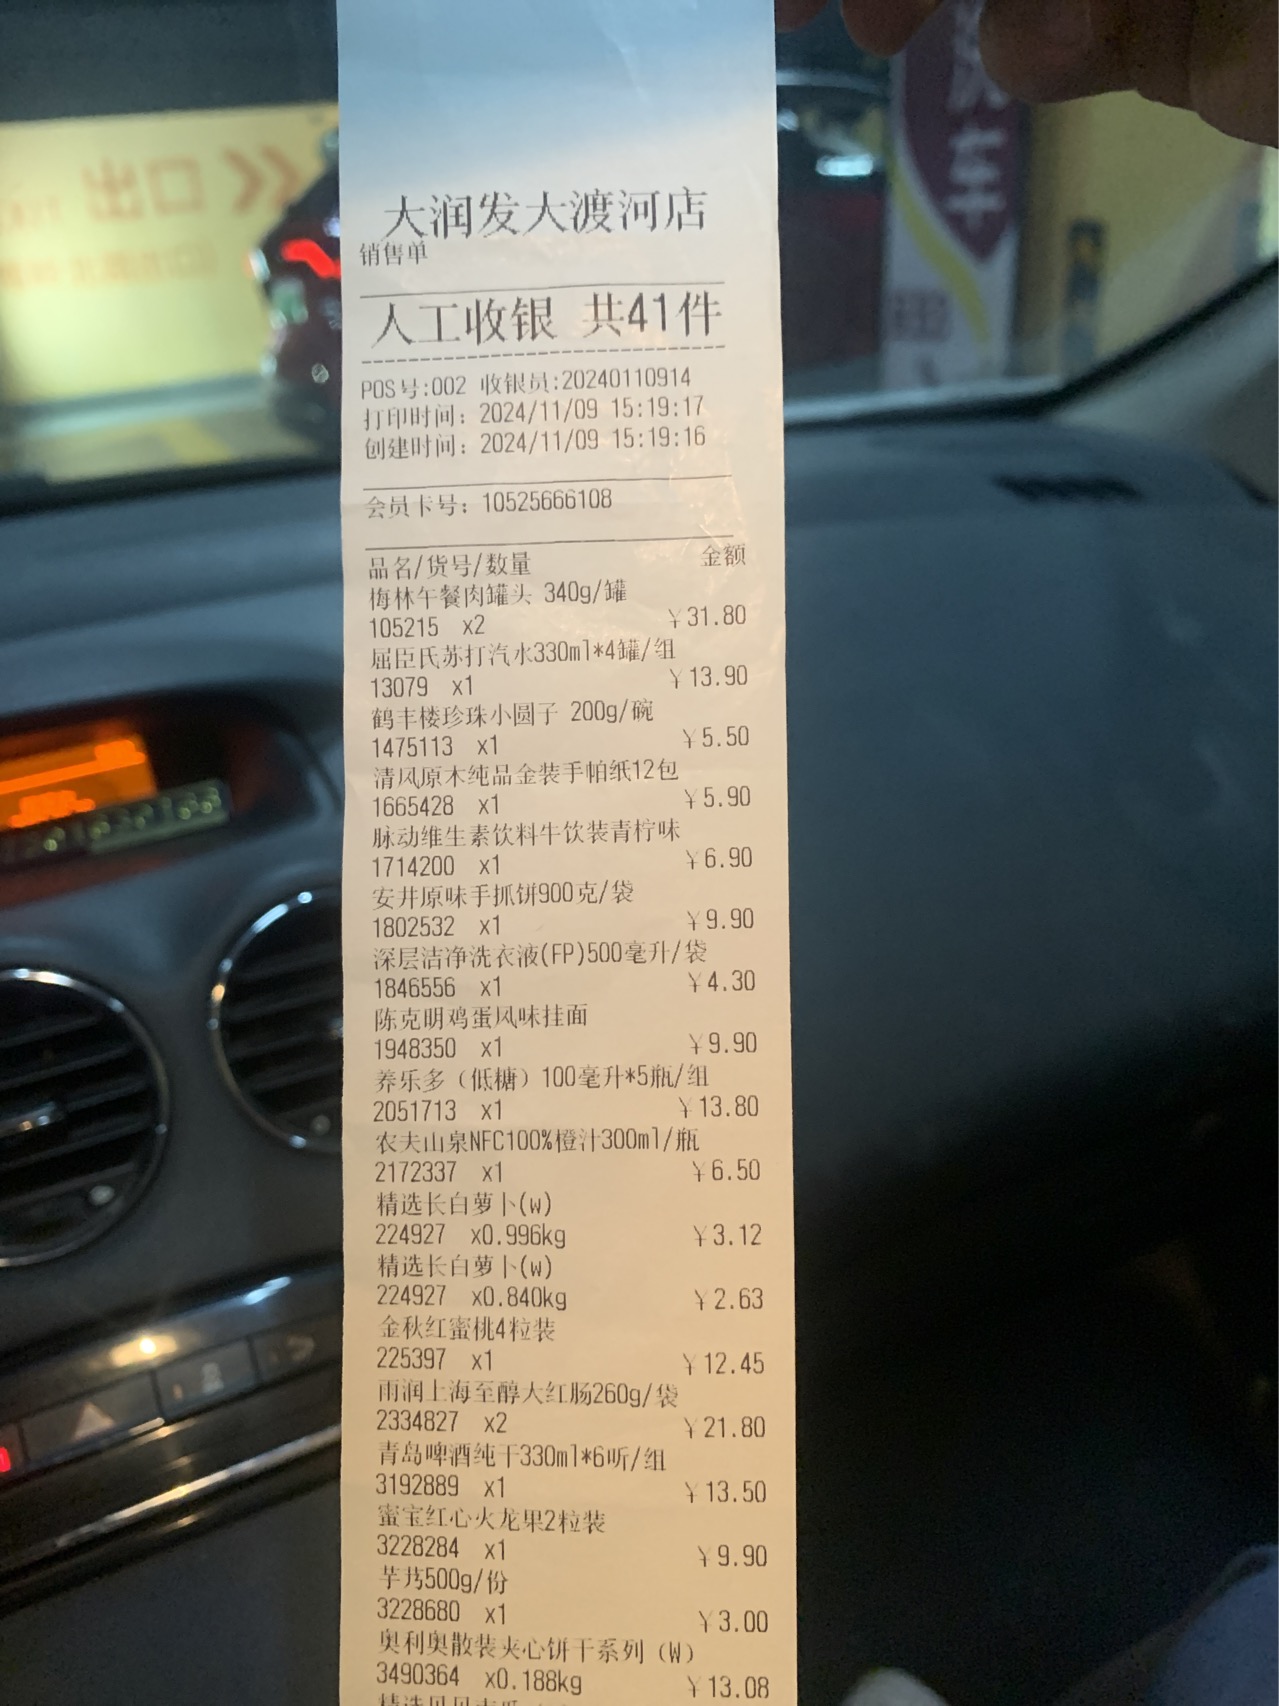 大润发大渡河店
销售单
人工收银 共41件
POS号:002 收银员:20240110914
打印时间: 2024/11/09 15:19:17
创建时间: 2024/11/09 15:19:16
会员卡号: 10525666108
品名/货号/数量 金额
梅林午餐肉罐头 340g/罐
105215 x2 ¥31.80
屈臣氏苏打汽水330ml*4罐/组
13079 x1 ¥13.90
鹤丰楼珍珠小圆子 200g/碗
1475113 x1 ¥5.50
清风原木纯品金装手帕纸12包
1665428 x1 ¥5.90
脉动维生素饮料牛饮装青柠味
1714200 x1 ¥6.90
安井原味手抓饼900克/袋
1802532 x1 ¥9.90
深层洁净洗衣液(FP)500毫升/袋
1846556 x1 ¥4.30
陈克明鸡蛋风味挂面
1948350 x1 ¥9.90
养乐多（低糖）100毫升*5瓶/组
2051713 x1 ¥13.80
农夫山泉NFC100%橙汁300ml/瓶
2172337 x1 ¥6.50
精选长白萝卜(w)
224927 x0.996kg ¥3.12
精选长白萝卜(w)
224927 x0.840kg ¥2.63
金秋红蜜桃4粒装
225397 x1 ¥12.45
雨润上海至醇大红肠260g/袋
2334827 x2 ¥21.80
青岛啤酒纯干330ml*6听/组
3192889 x1 ¥13.50
蜜宝红心火龙果2粒装
3228284 x1 ¥9.90
芋艿500g/份
3228680 x1 ¥3.00
奥利奥散装夹心饼干系列（W）
3490364 x0.188kg ¥13.08
出口
车